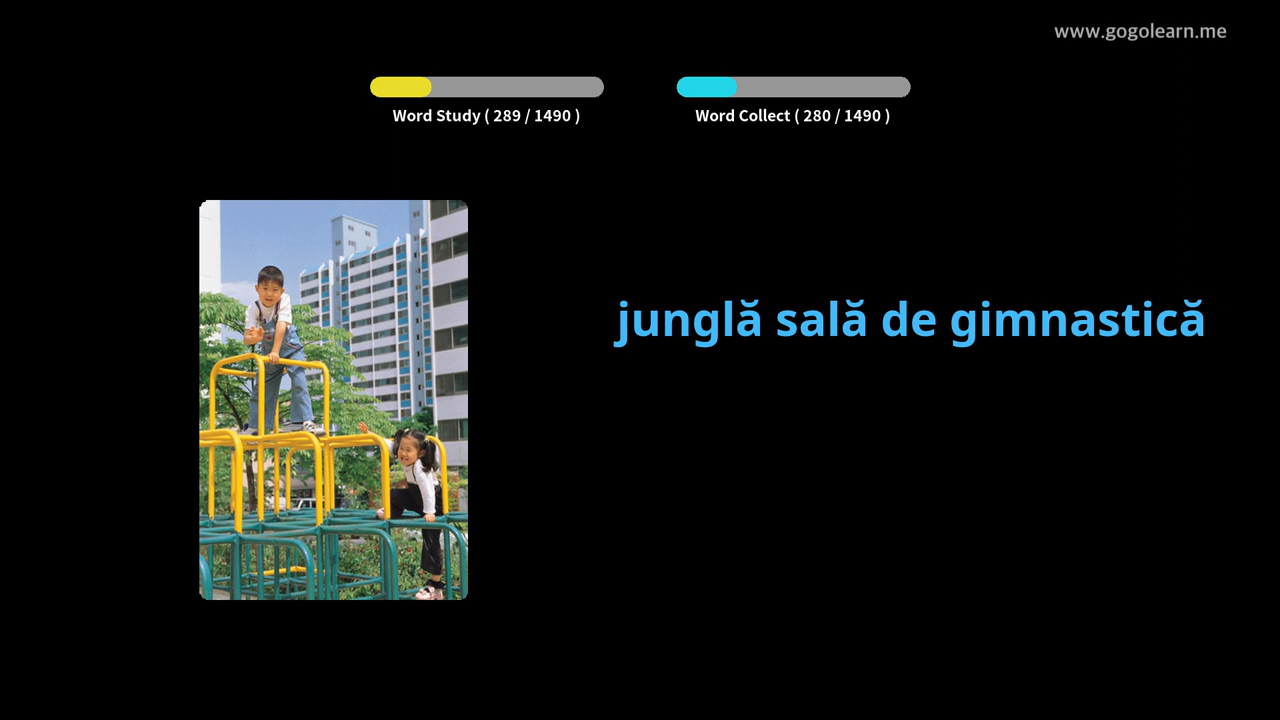 www.gogolearn.me
Word Study ( 289 / 1490 )
Word Collect ( 280 / 1490 )
junglă sală de gimnastică